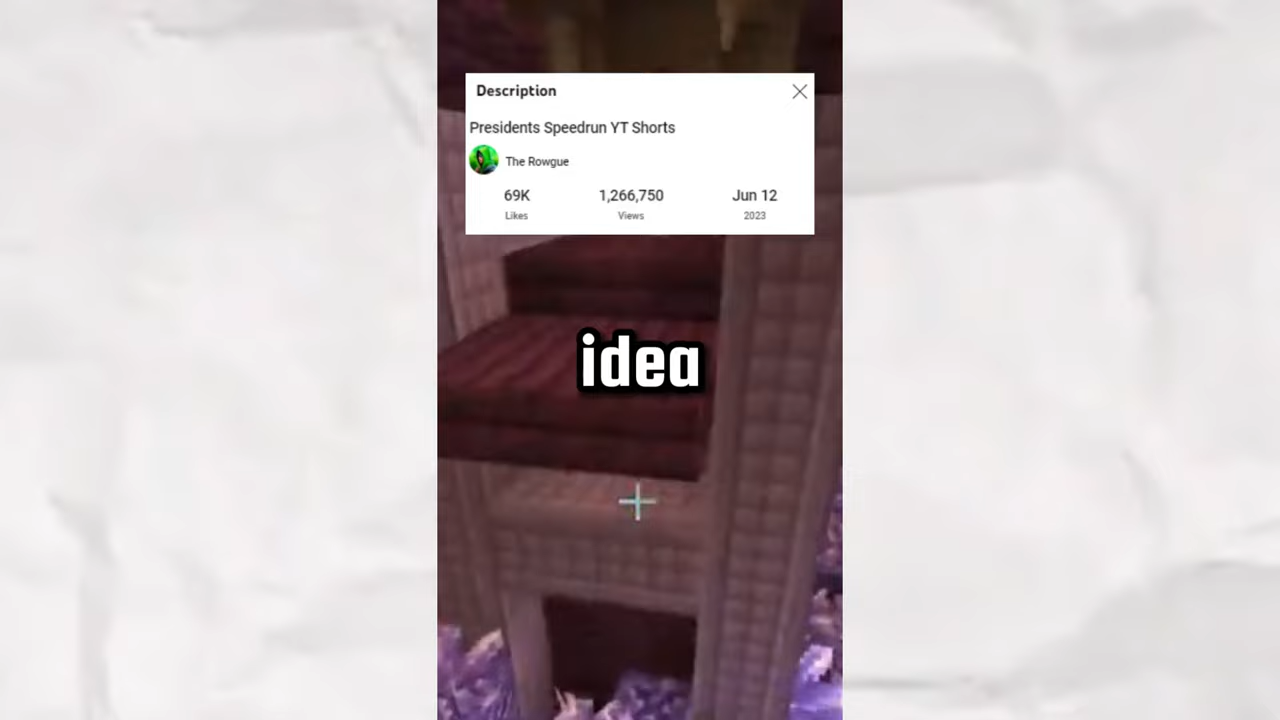 Description
Presidents Speedrun YT Shorts
The Rowgue
69K 1,266,750 Jun 12
Likes Views 2023
idea